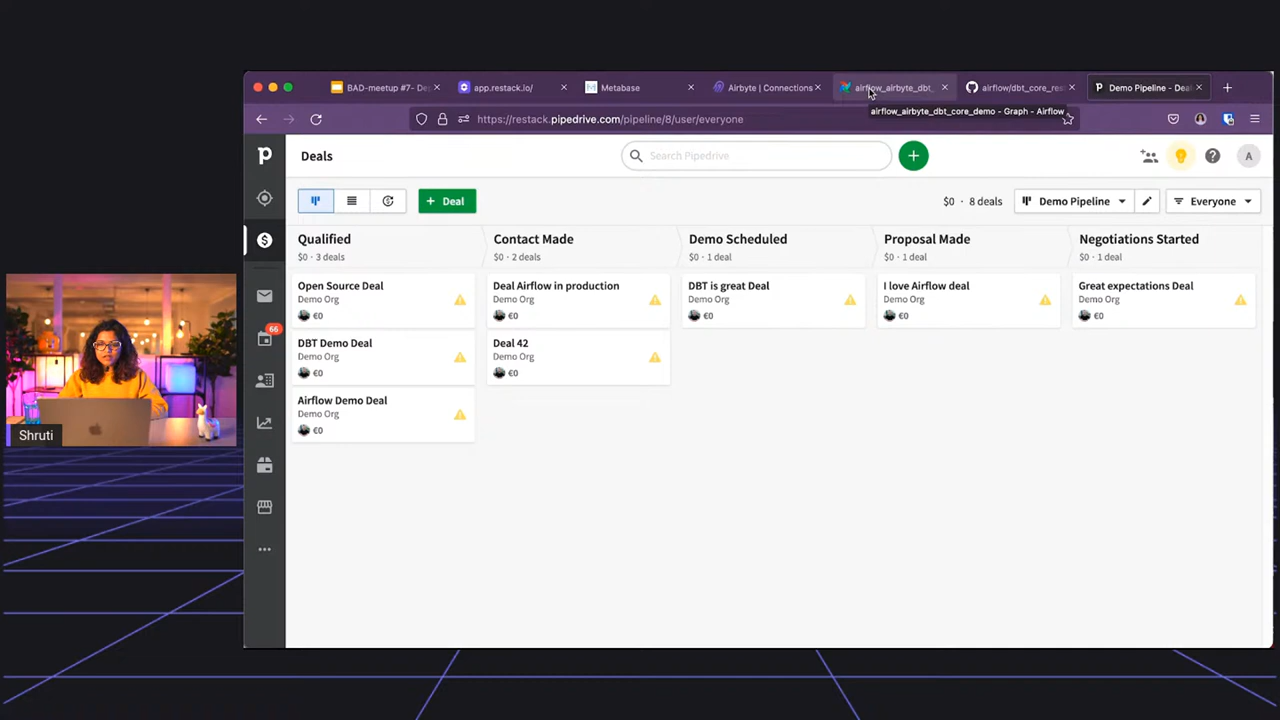 BAD-meetup #7- De
app.restack.io/
Metabase
Airbyte | Connections
airflow_airbyte_dbt_
airflow/dbt_core_res
Demo Pipeline - Deal
https://restack.pipedrive.com/pipeline/8/user/everyone
airflow_airbyte_dbt_core_demo - Graph - Airflow
Deals
Search Pipedrive
A
+ Deal
$0 · 8 deals
Demo Pipeline
Everyone
Qualified
$0 · 3 deals
Contact Made
$0 · 2 deals
Demo Scheduled
$0 · 1 deal
Proposal Made
$0 · 1 deal
Negotiations Started
$0 · 1 deal
Open Source Deal
Demo Org
€0
Deal Airflow in production
Demo Org
€0
DBT is great Deal
Demo Org
€0
I love Airflow deal
Demo Org
€0
Great expectations Deal
Demo Org
€0
DBT Demo Deal
Demo Org
€0
Deal 42
Demo Org
€0
Airflow Demo Deal
Demo Org
€0
66
Shruti